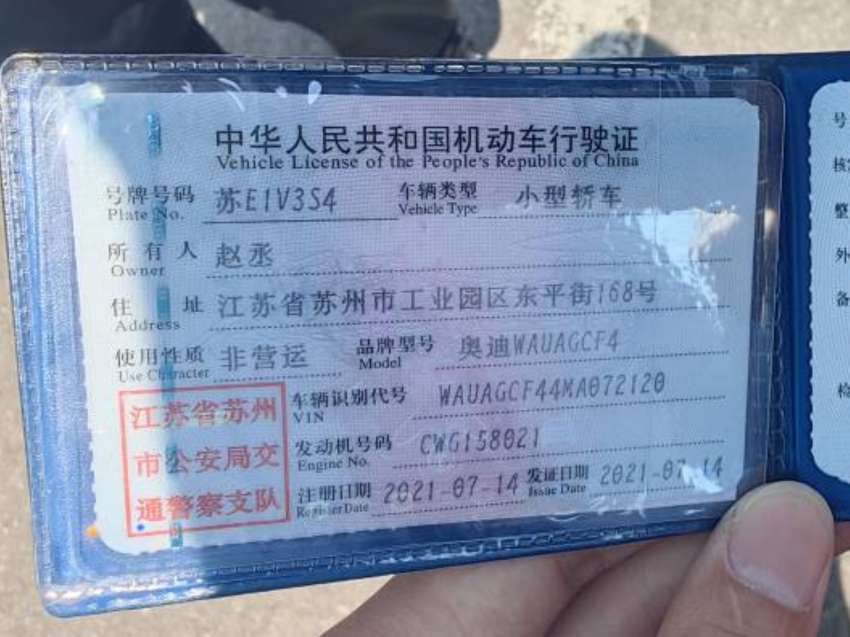 中华人民共和国机动车行驶证
Vehicle License of the People's Republic of China
号牌号码 苏E1V3S4 车辆类型 小型轿车
Plate No. Vehicle Type
所有人 赵丞
Owner
住址 江苏省苏州市工业园区东平街168号
Address
使用性质 非营运 品牌型号 奥迪WAUAGCF4
Use Character Model
江苏省苏州
市公安局交
通警察支队
车辆识别代号 WAUAGCF44MA072120
VIN
发动机号码 CWG158021
Engine No.
注册日期 2021-07-14 发证日期 2021-07-14
Register Date Issue Date
号
核
整
外
备
检